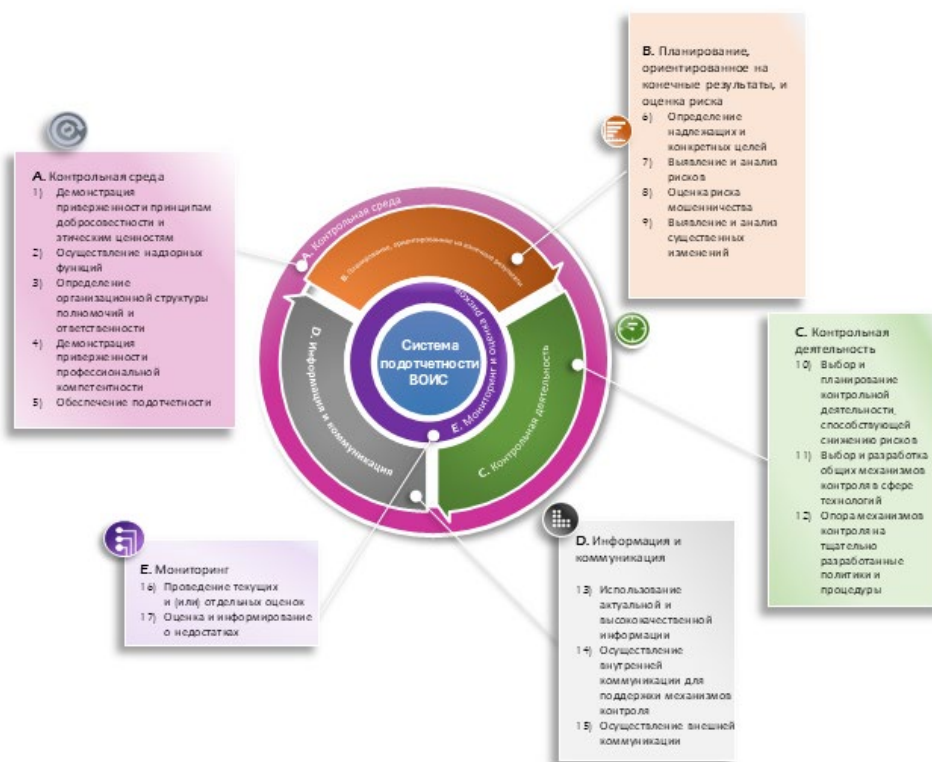 A. Контрольная среда
1) Демонстрация
приверженности принципам
добросовестности и
этическим ценностям
2) Осуществление надзорных
функций
3) Определение
организационной структуры
полномочий и
ответственности
4) Демонстрация
приверженности
профессиональной
компетентности
5) Обеспечение подотчетности
B. Планирование,
ориентированное на
конечные результаты, и
оценка риска
6) Определение
надлежащих и
конкретных целей
7) Выявление и анализ
рисков
8) Оценка риска
мошенничества
9) Выявление и анализ
существенных
изменений
A. Контрольная среда
B. Планирование, ориентированное на конечные результаты
Система
подотчетности
ВОИС
E. Мониторинг и оценка рисков
C. Контрольная деятельность
D. Информация и коммуникация
C. Контрольная
деятельность
10) Выбор и
планирование
контрольной
деятельности,
способствующей
снижению рисков
11) Выбор и разработка
общих механизмов
контроля в сфере
технологий
12) Опора механизмов
контроля на
тщательно
разработанные
политики и
процедуры
D. Информация и
коммуникация
13) Использование
актуальной и
высококачественной
информации
14) Осуществление
внутренней
коммуникации для
поддержки механизмов
контроля
15) Осуществление внешней
коммуникации
E. Мониторинг
16) Проведение текущих
и (или) отдельных оценок
17) Оценка и информирование
о недостатках